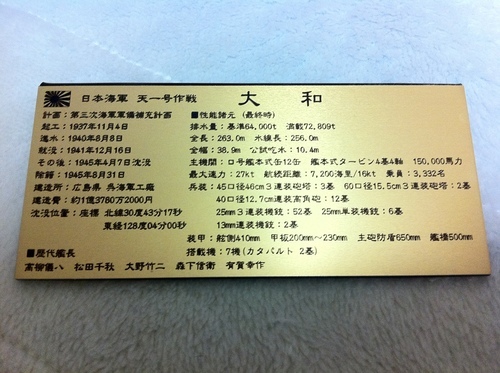 日本海軍 天一号作戦 大和
計画：第三次海軍軍備補充計画
起工：1937年11月4日
進水：1940年8月8日
就役：1941年12月16日
その後：1945年4月7日沈没
除籍：1945年8月31日
建造所：広島県 呉海軍工廠
建造費：約1億3760万2000円
沈没位置：座標 北緯30度43分17秒
東経128度04分00秒
■歴代艦長
高柳儀八 松田千秋 大野竹二 森下信衛 有賀幸作
■性能諸元（最終時）
排水量：基準64,000t 満載72,809t
全長：263.0m 水線長：256.0m
全幅：38.9m 公試吃水：10.4m
主機関：ロ号艦本式缶12缶 艦本式タービン4基4軸 150,000馬力
最大速力：27kt 航続距離：7,200海里/16kt 乗員：3,332名
兵装：45口径46cm3連装砲塔：3基 60口径15.5cm3連装砲塔：2基
40口径12.7cm連装高角砲：12基
25mm3連装機銃：52基 25mm単装機銃：6基
13mm連装機銃：2基
装甲：舷側410mm 甲板200mm～230mm 主砲防盾650mm 艦橋500mm
搭載機：7機（カタパルト 2基）